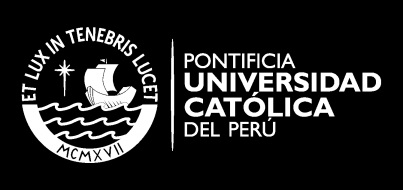 ET LUX IN TENEBRIS LUCET
MCMXVII
PONTIFICIA
UNIVERSIDAD
CATÓLICA
DEL PERÚ